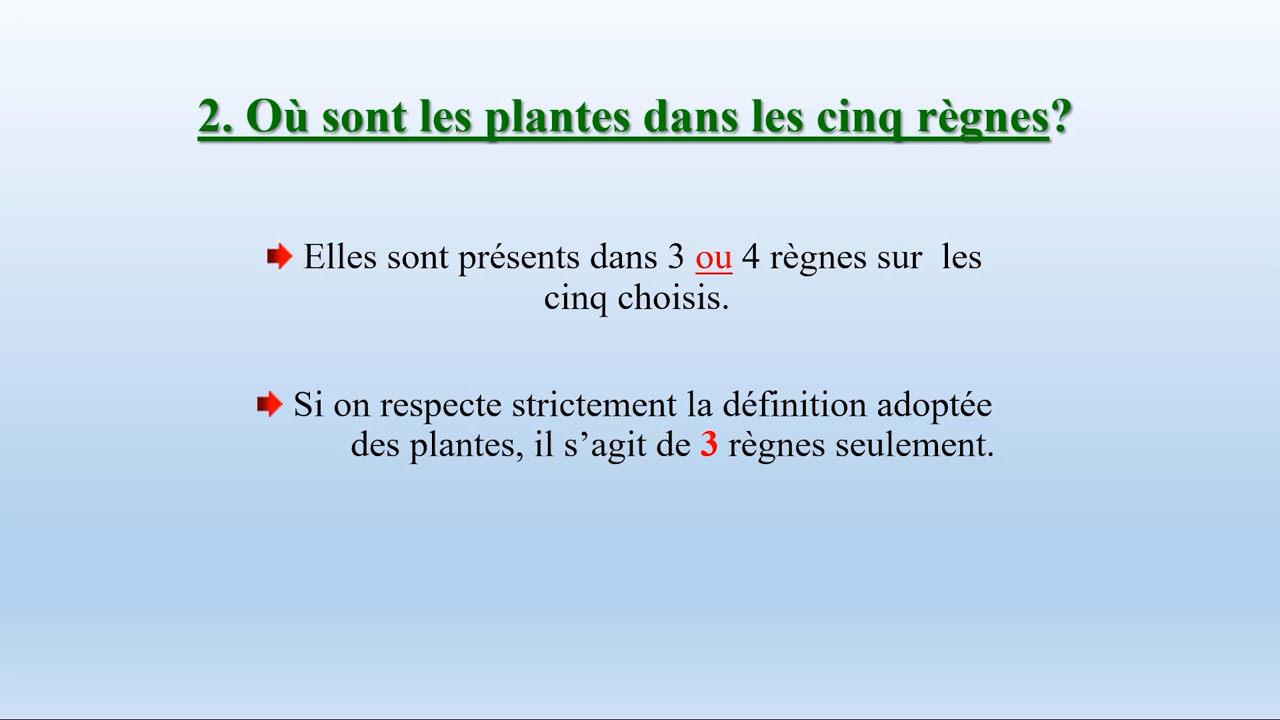 2. Où sont les plantes dans les cinq règnes?
Elles sont présents dans 3 ou 4 règnes sur les
cinq choisis.
Si on respecte strictement la définition adoptée
des plantes, il s’agit de 3 règnes seulement.